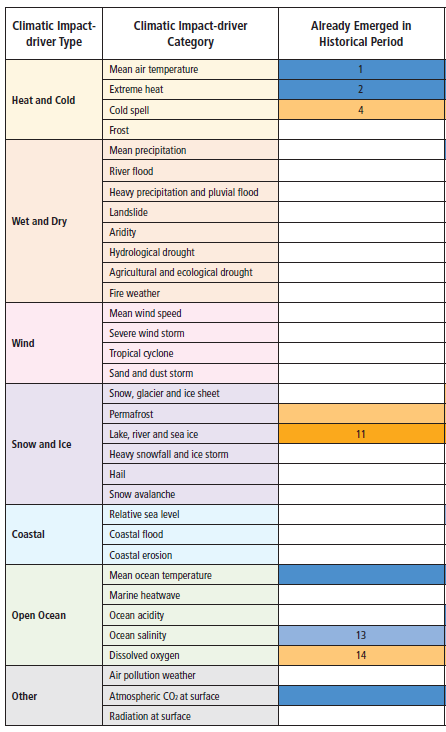 Climatic Impact-
driver Type
Climatic Impact-driver
Category
Already Emerged in
Historical Period
Heat and Cold
Mean air temperature
1
Extreme heat
2
Cold spell
4
Frost
Wet and Dry
Mean precipitation
River flood
Heavy precipitation and pluvial flood
Landslide
Aridity
Hydrological drought
Agricultural and ecological drought
Fire weather
Wind
Mean wind speed
Severe wind storm
Tropical cyclone
Sand and dust storm
Snow and Ice
Snow, glacier and ice sheet
Permafrost
Lake, river and sea ice
11
Heavy snowfall and ice storm
Hail
Snow avalanche
Coastal
Relative sea level
Coastal flood
Coastal erosion
Open Ocean
Mean ocean temperature
Marine heatwave
Ocean acidity
Ocean salinity
13
Dissolved oxygen
14
Other
Air pollution weather
Atmospheric CO₂ at surface
Radiation at surface